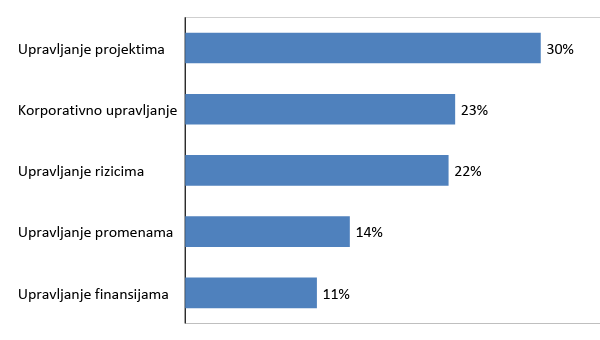 Upravljanje projektima 30%
Korporativno upravljanje 23%
Upravljanje rizicima 22%
Upravljanje promenama 14%
Upravljanje finansijama 11%